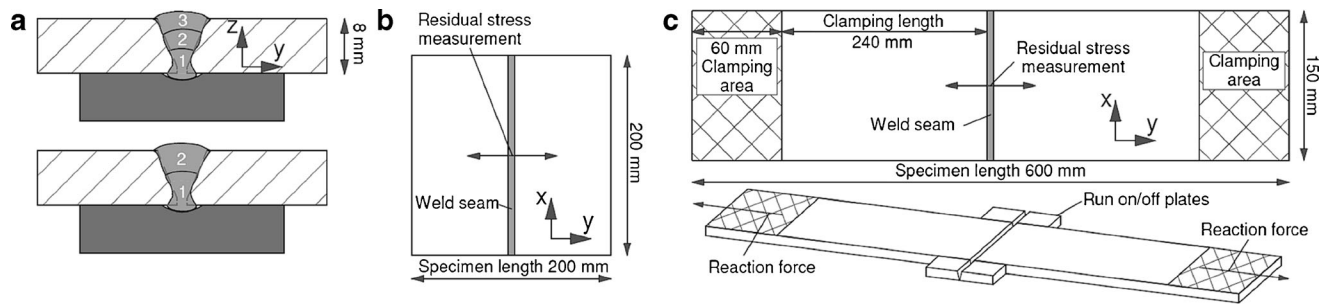 a
3
2
1
z
y
8 mm
2
1
b
Residual stress
measurement
200 mm
Weld seam
x
y
Specimen length 200 mm
c
60 mm
Clamping
area
Clamping length
240 mm
Residual stress
measurement
Clamping
area
150 mm
x
y
Weld seam
Specimen length 600 mm
Run on/off plates
Reaction force
Reaction force